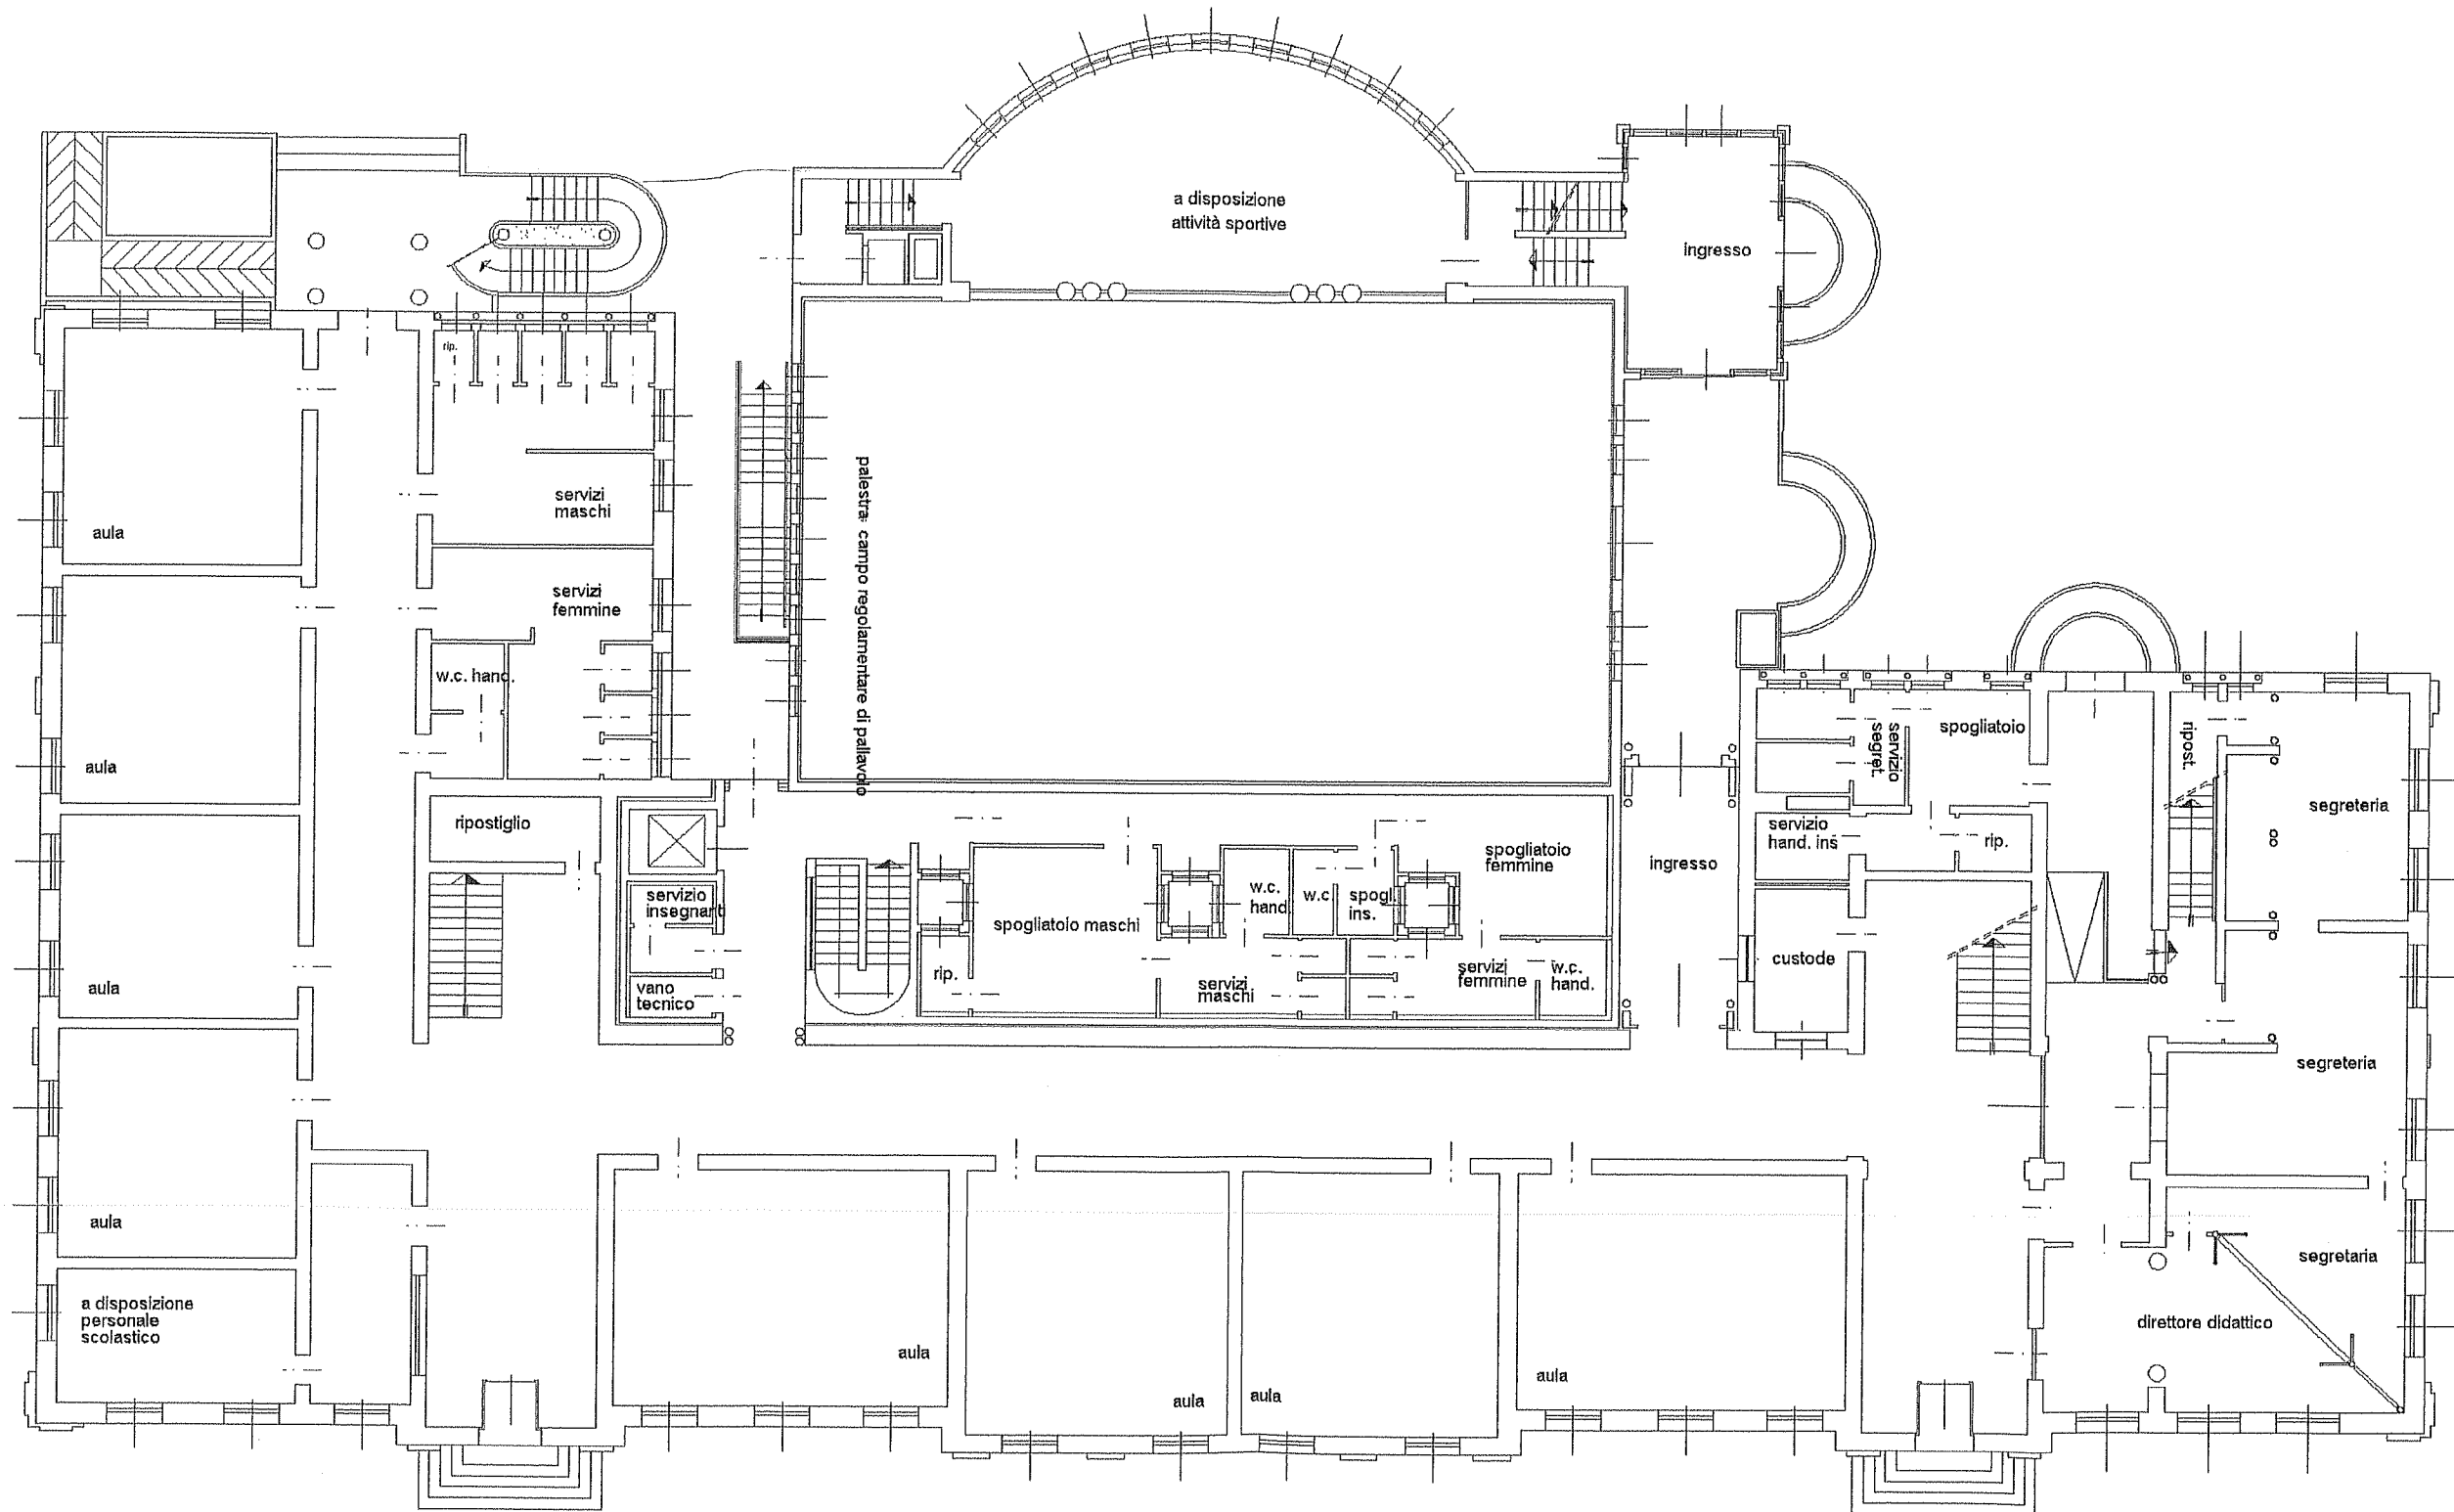 a disposizione
attività sportive
ingresso
rip.
servizi
maschi
aula
servizi
femmine
w.c. hand.
aula
palestra: campo regolamentare di pallavolo
spogliatoio
servizio
segret.
ripost.
segreteria
ripostiglio
servizio
hand. ins
rip.
spogliatoio
femmine
ingresso
servizio
insegnant
w.c.
hand
w.c
spogl.
ins.
spogliatoio maschi
custode
rip.
servizi
maschi
servizi
femmine
w.c.
hand.
aula
vano
tecnico
segreteria
aula
segretaria
a disposizione
personale
scolastico
direttore didattico
aula
aula
aula
aula